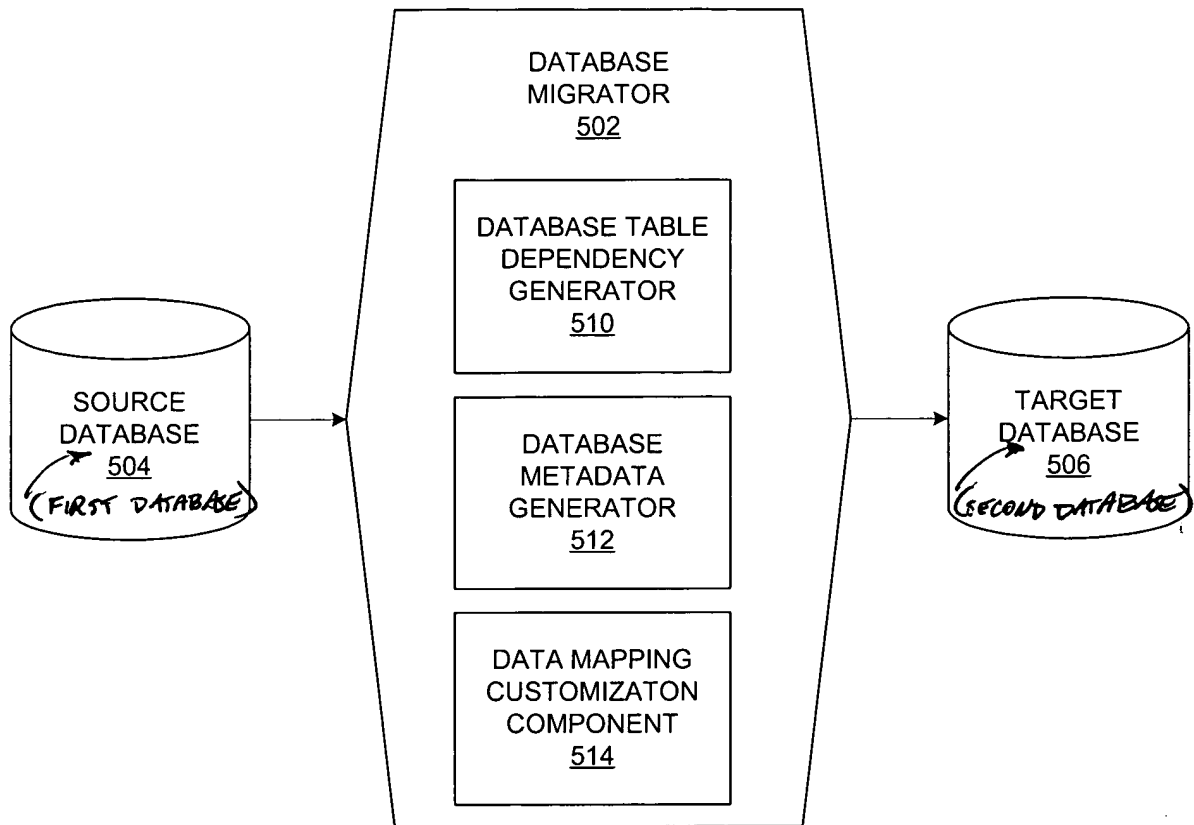 DATABASE
MIGRATOR
502
DATABASE TABLE
DEPENDENCY
GENERATOR
510
SOURCE
DATABASE
504
(FIRST DATABASE)
DATABASE
METADATA
GENERATOR
512
TARGET
DATABASE
506
(SECOND DATABASE)
DATA MAPPING
CUSTOMIZATON
COMPONENT
514